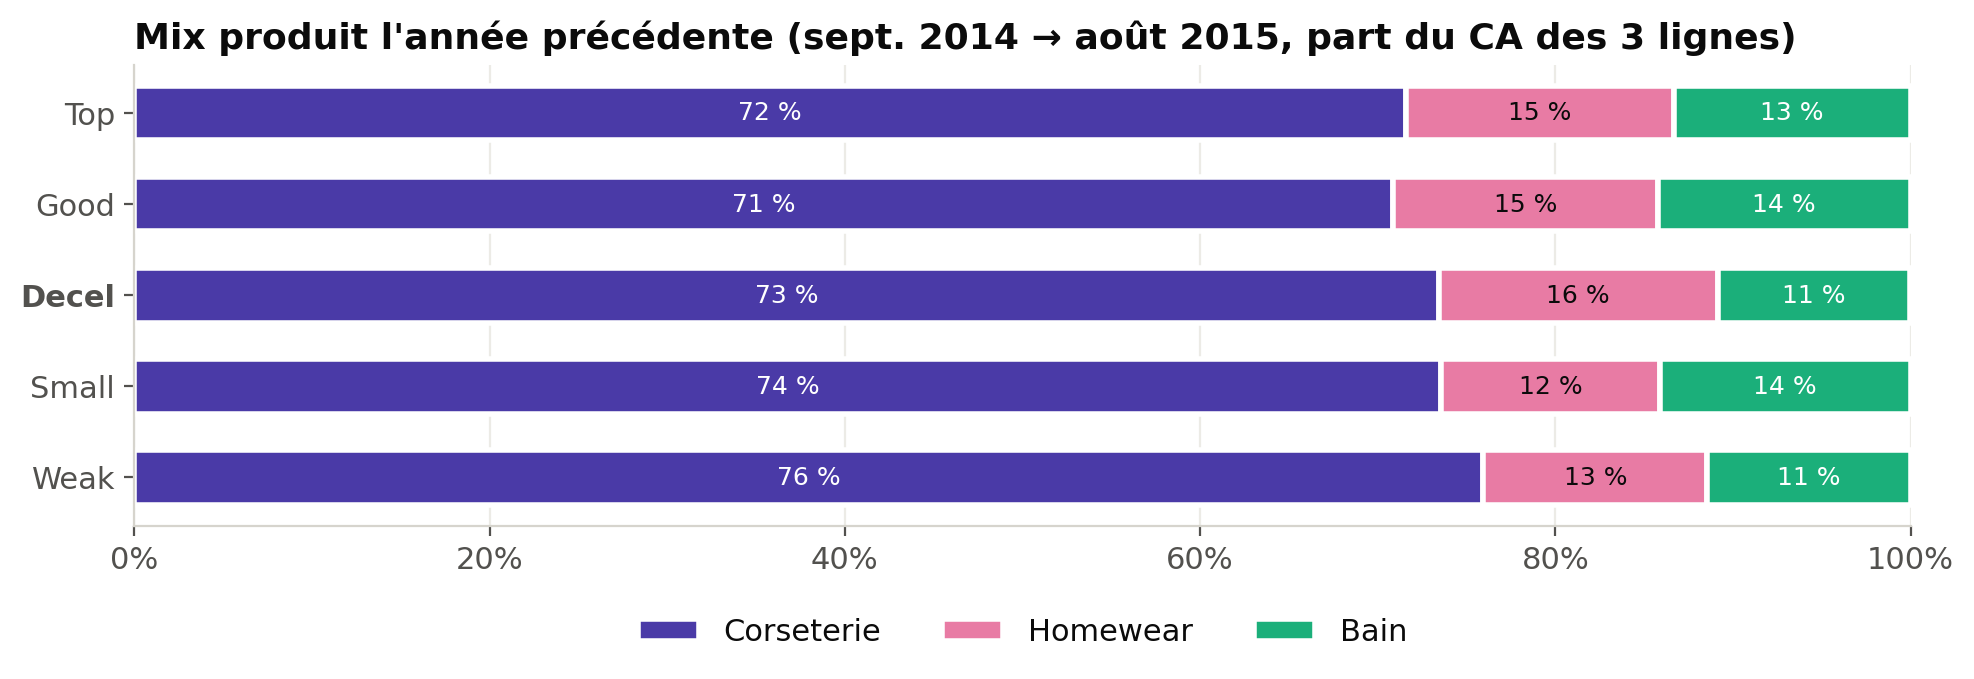 Mix produit l'année précédente (sept. 2014 → août 2015, part du CA des 3 lignes)
Top 72 % 15 % 13 %
Good 71 % 15 % 14 %
Decel 73 % 16 % 11 %
Small 74 % 12 % 14 %
Weak 76 % 13 % 11 %
0% 20% 40% 60% 80% 100%
Corseterie Homewear Bain